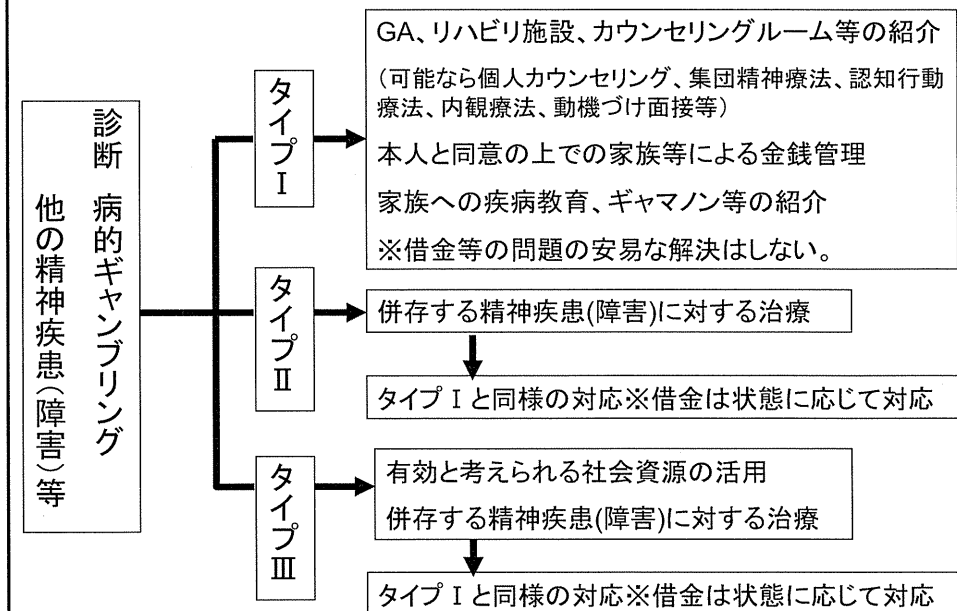 診断 病的ギャンブリング
他の精神疾患(障害)等
タイプⅠ
GA、リハビリ施設、カウンセリングルーム等の紹介
(可能なら個人カウンセリング、集団精神療法、認知行動
療法、内観療法、動機づけ面接等)
本人と同意の上での家族等による金銭管理
家族への疾病教育、ギャマノン等の紹介
※借金等の問題の安易な解決はしない。
タイプⅡ
併存する精神疾患(障害)に対する治療
タイプⅠと同様の対応※借金は状態に応じて対応
タイプⅢ
有効と考えられる社会資源の活用
併存する精神疾患(障害)に対する治療
タイプⅠと同様の対応※借金は状態に応じて対応